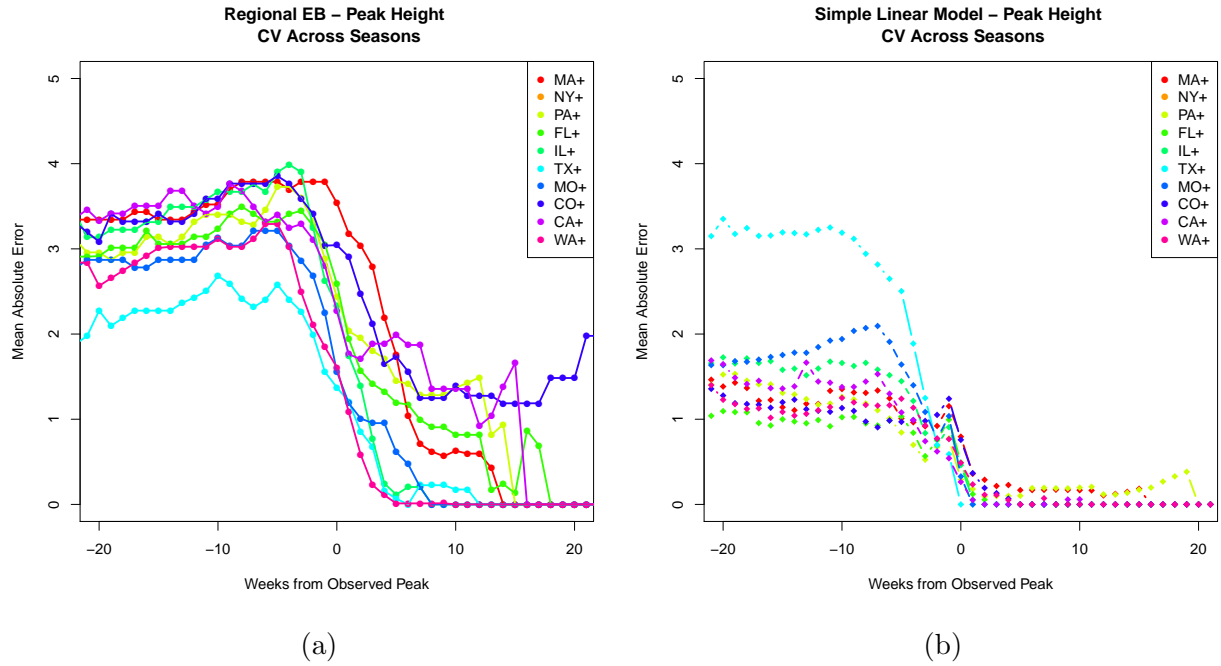 Regional EB – Peak Height
CV Across Seasons
Mean Absolute Error
5
4
3
2
1
0
−20
−10
0
10
20
Weeks from Observed Peak
MA+
NY+
PA+
FL+
IL+
TX+
MO+
CO+
CA+
WA+
(a)
Simple Linear Model – Peak Height
CV Across Seasons
Mean Absolute Error
5
4
3
2
1
0
−20
−10
0
10
20
Weeks from Observed Peak
MA+
NY+
PA+
FL+
IL+
TX+
MO+
CO+
CA+
WA+
(b)